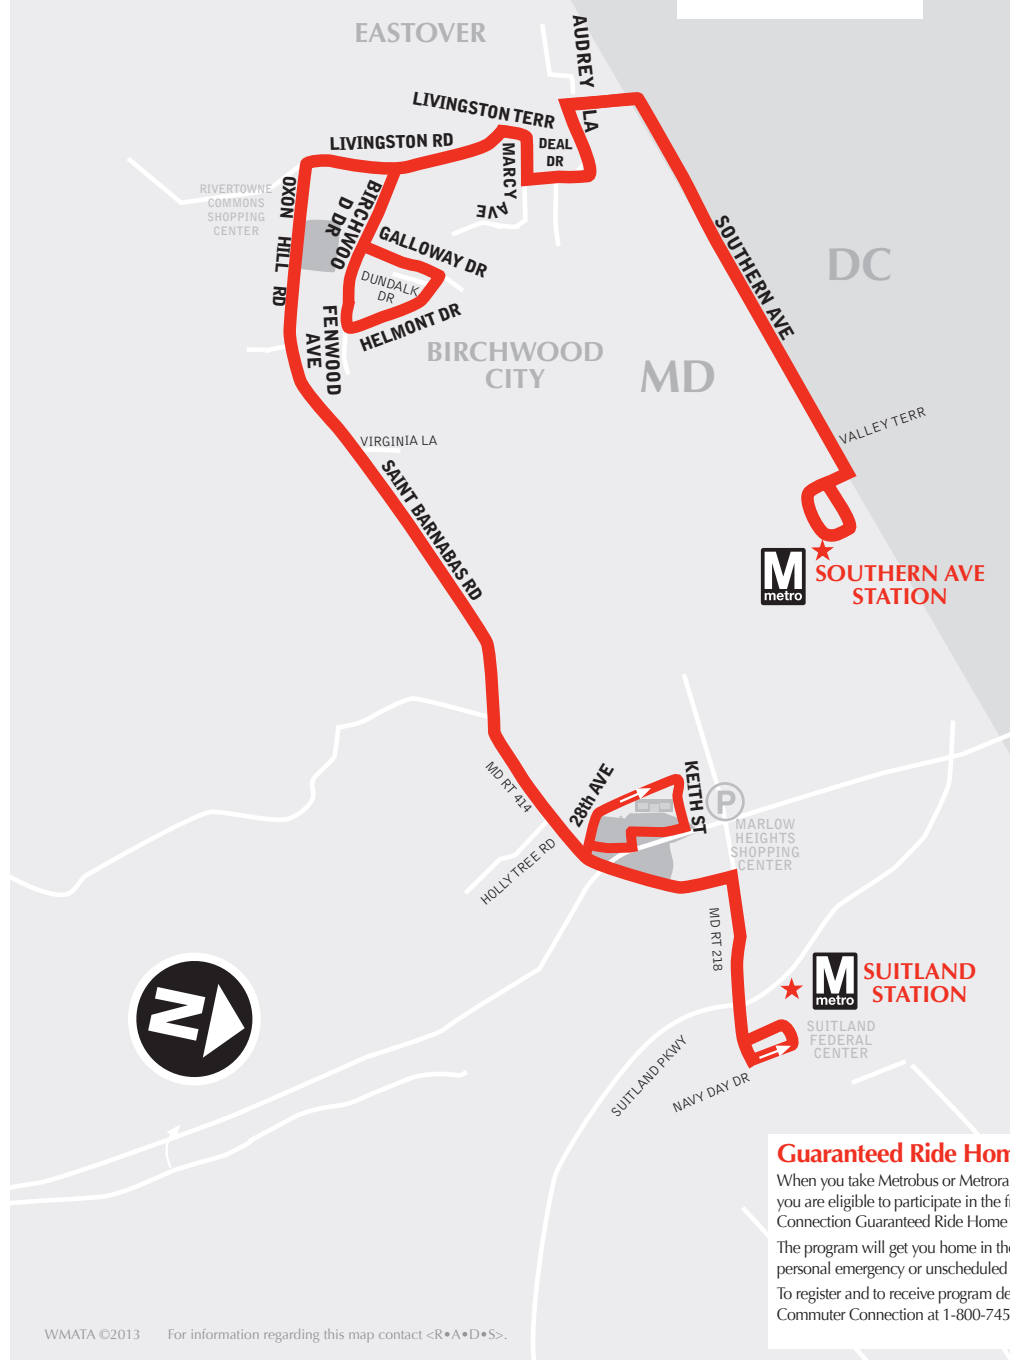 EASTOVER
AUDREY LA
LIVINGSTON TERR
LIVINGSTON RD
DEAL
DR
MARCY
AVE
RIVERTOWNE
COMMONS
SHOPPING
CENTER
OXON HILL RD
BIRCHWOO
D DR
GALLOWAY DR
DUNDALK
DR
HELMONT DR
FENWOOD
AVE
BIRCHWOOD
CITY
MD
DC
SOUTHERN AVE
VALLEY TERR
VIRGINIA LA
SAINT BARNABAS RD
M
metro
SOUTHERN AVE
STATION
MD RT 414
28th AVE
KEITH ST
P
MARLOW
HEIGHTS
SHOPPING
CENTER
HOLLY TREE RD
MD RT 218
M
metro
SUITLAND
STATION
SUITLAND
FEDERAL
CENTER
SUITLAND PKWY
NAVY DAY DR
N
Guaranteed Ride Hom
When you take Metrobus or Metrora
you are eligible to participate in the f
Connection Guaranteed Ride Home
The program will get you home in the
personal emergency or unscheduled
To register and to receive program de
Commuter Connection at 1-800-745
WMATA ©2013 For information regarding this map contact <R•A•D•S>.